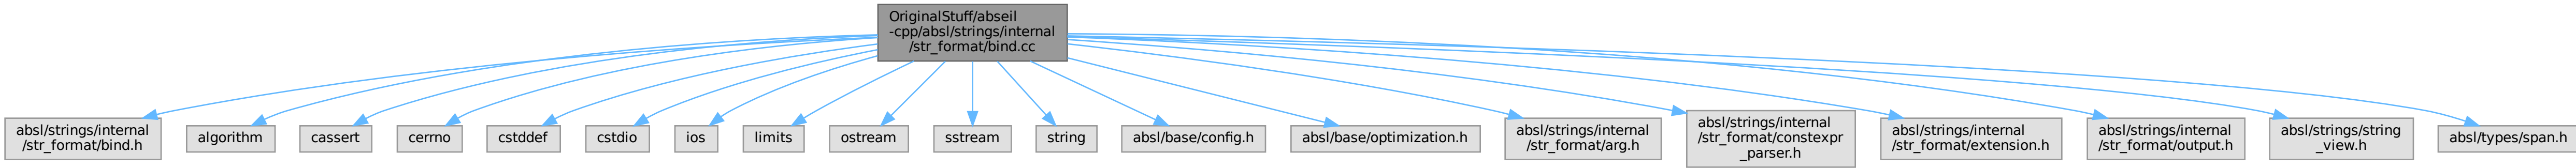 OriginalStuff/abseil
-cpp/absl/strings/internal
/str_format/bind.cc
absl/strings/internal
/str_format/bind.h
algorithm
cassert
cerrno
cstddef
cstdio
ios
limits
ostream
sstream
string
absl/base/config.h
absl/base/optimization.h
absl/strings/internal
/str_format/arg.h
absl/strings/internal
/str_format/constexpr
_parser.h
absl/strings/internal
/str_format/extension.h
absl/strings/internal
/str_format/output.h
absl/strings/string
_view.h
absl/types/span.h